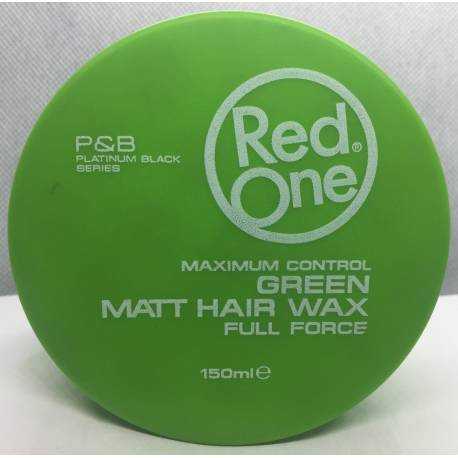 P&B
PLATINUM BLACK
SERIES
Red®
One
MAXIMUM CONTROL
GREEN
MATT HAIR WAX
FULL FORCE
150ml℮